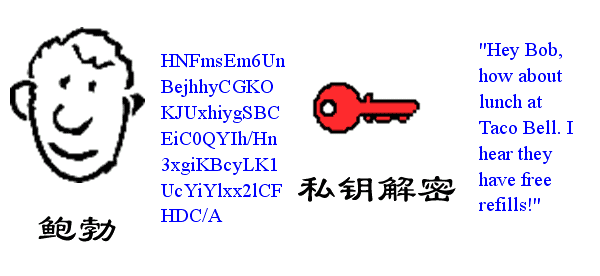 HNFmsEm6Un
BejhhyCGKO
KJUxhiygSBC
EiC0QYIh/Hn
3xgiKBcyLK1
UcYiYlxx2lCF
HDC/A
鲍勃
私钥解密
"Hey Bob,
how about
lunch at
Taco Bell. I
hear they
have free
refills!"